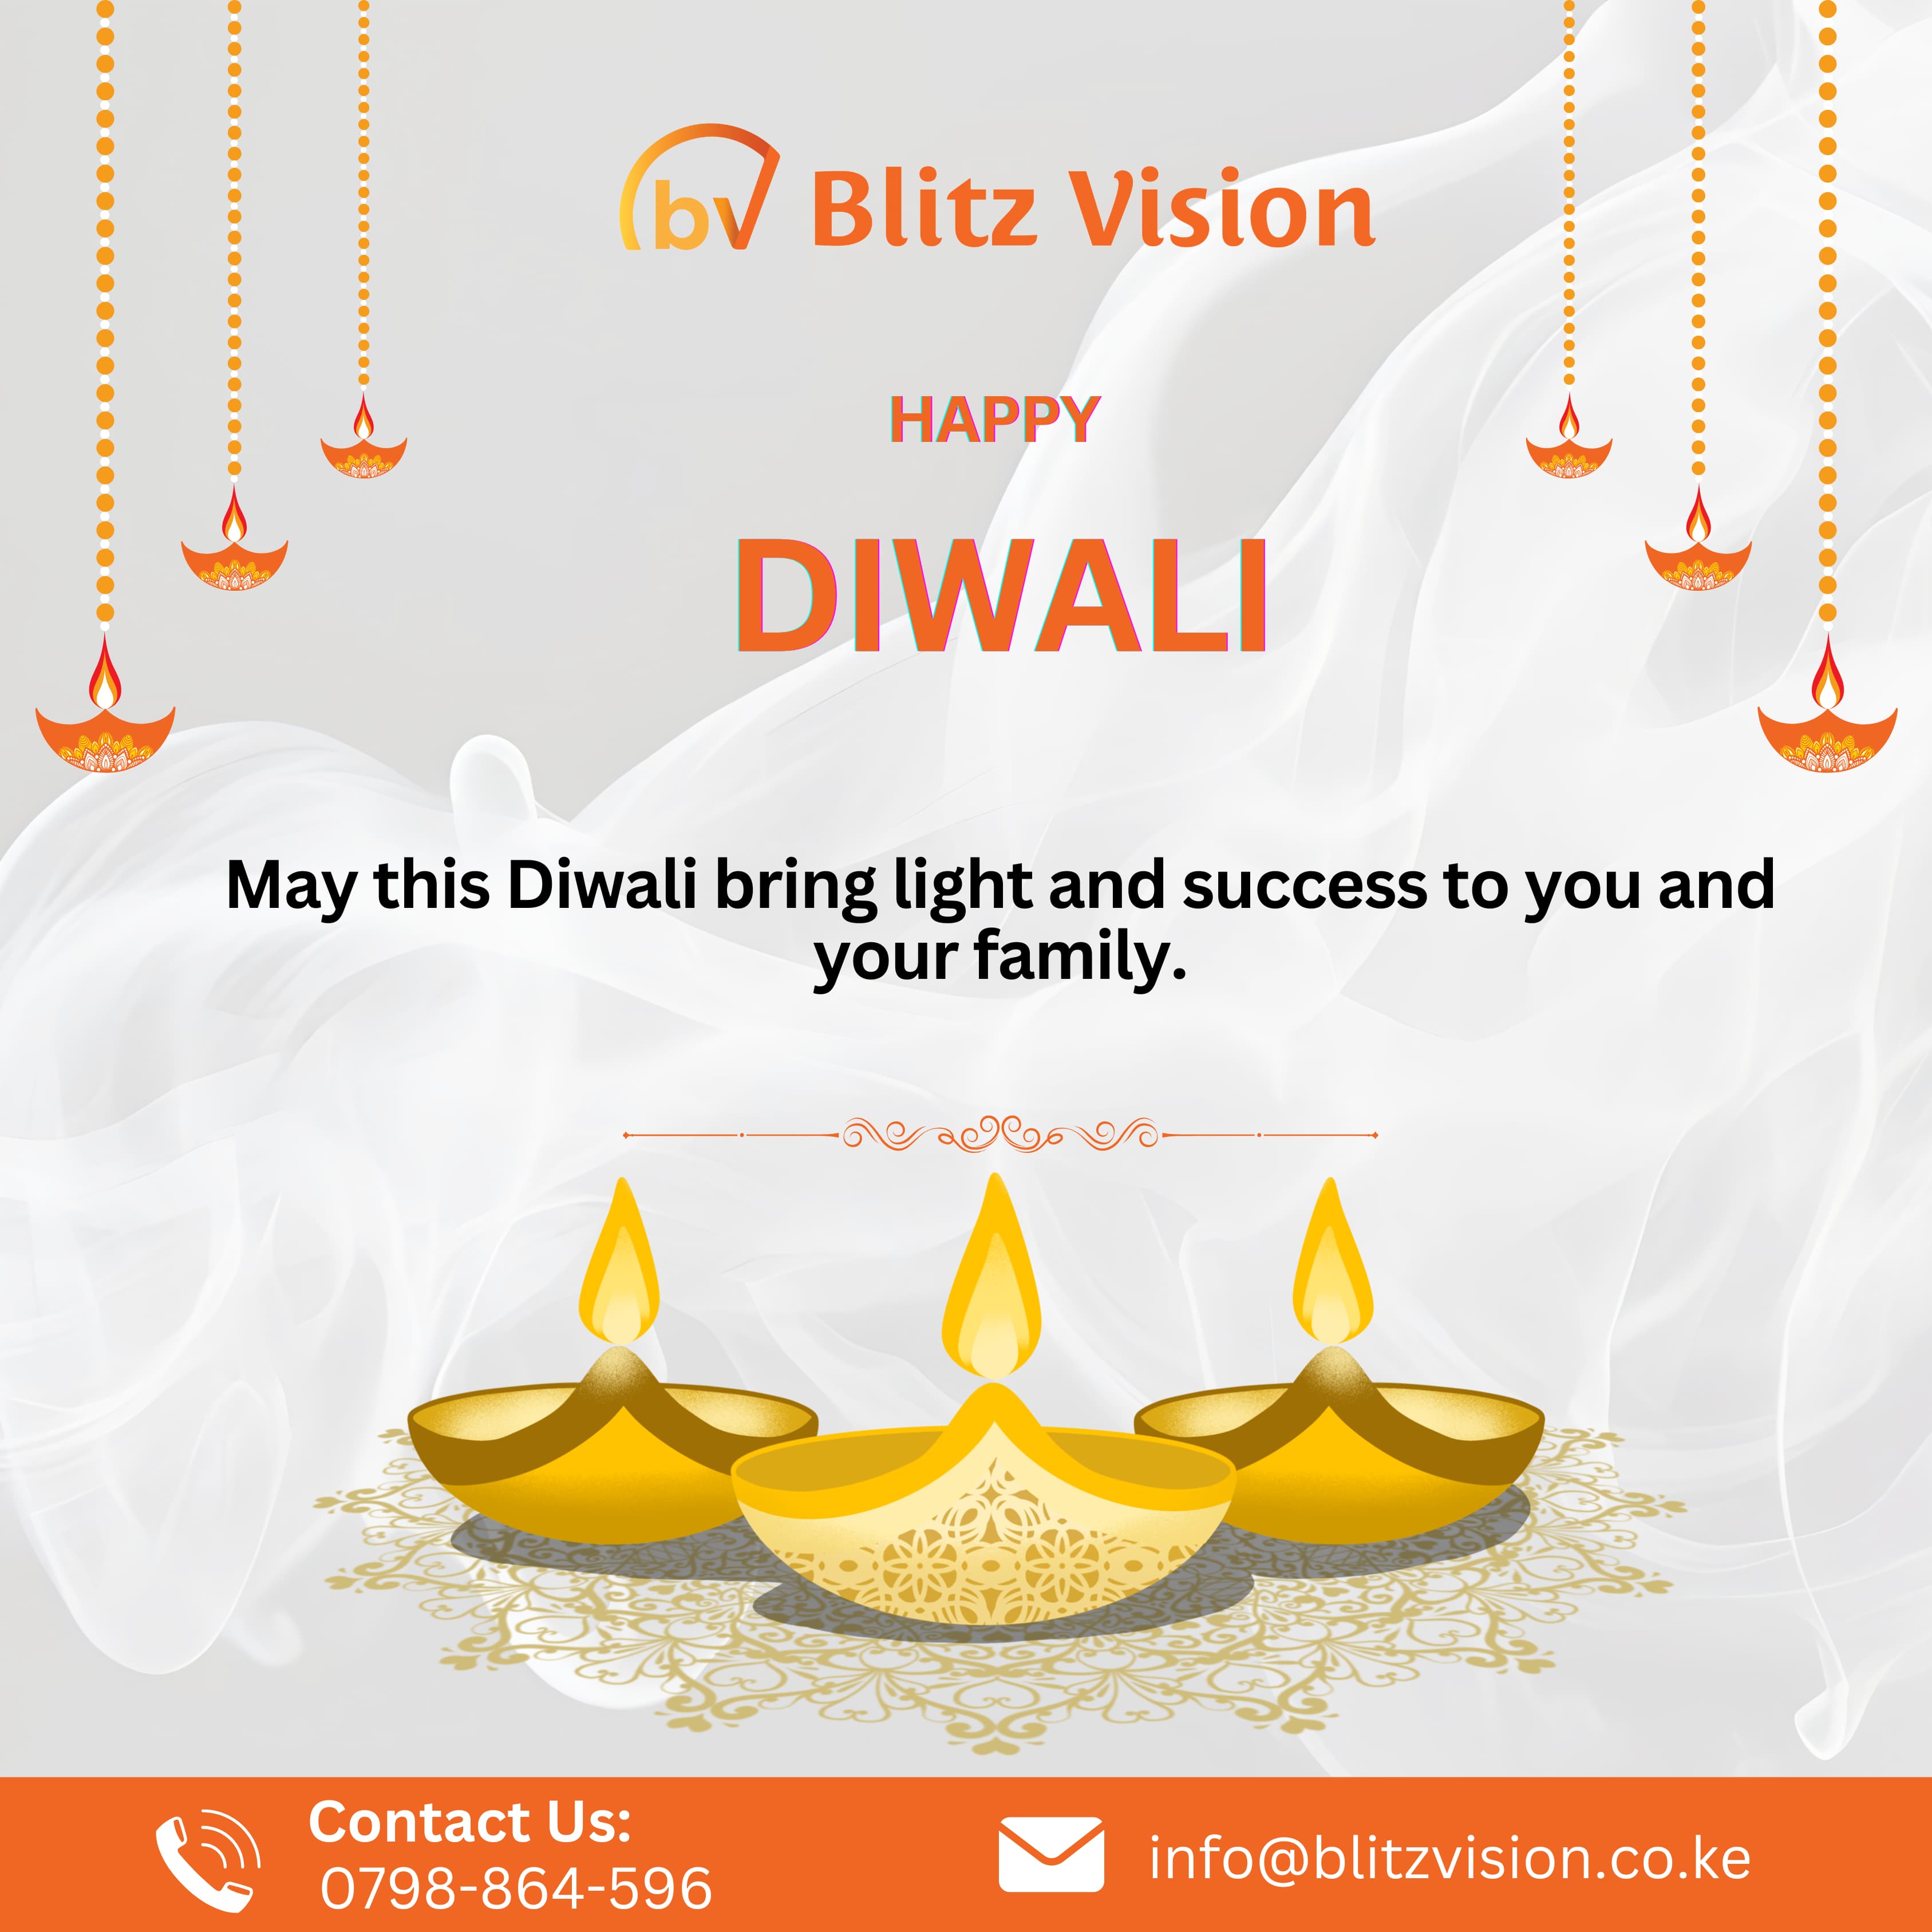 bv Blitz Vision
HAPPY
DIWALI
May this Diwali bring light and success to you and
your family.
Contact Us:
0798-864-596
info@blitzvision.co.ke